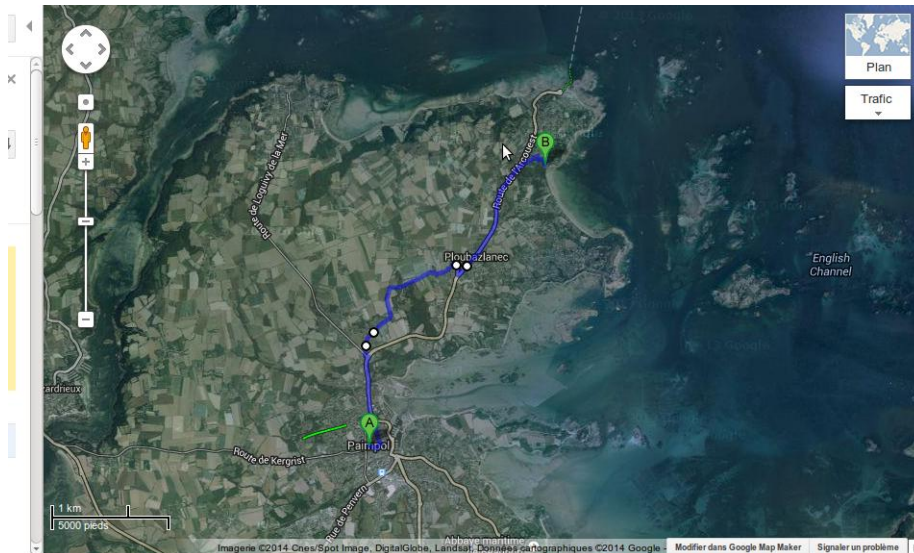 Plan
Trafic
B
Route de l'Arcouest
Route de Loguivy de la Mer
Ploubazlanec
English
Channel
zardrieux
A
Paimpol
Route de Kergrist
Rue de Penvern
1 km
5000 pieds
Abbaye maritime
Imagerie ©2014 Cnes/Spot Image, DigitalGlobe, Landsat, Données cartographiques ©2014 Google -
Modifier dans Google Map Maker
Signaler un problème